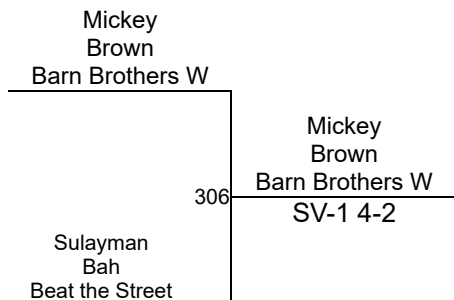 Mickey
Brown
Barn Brothers W
Mickey
Brown
Barn Brothers W
306
SV-1 4-2
Sulayman
Bah
Beat the Street